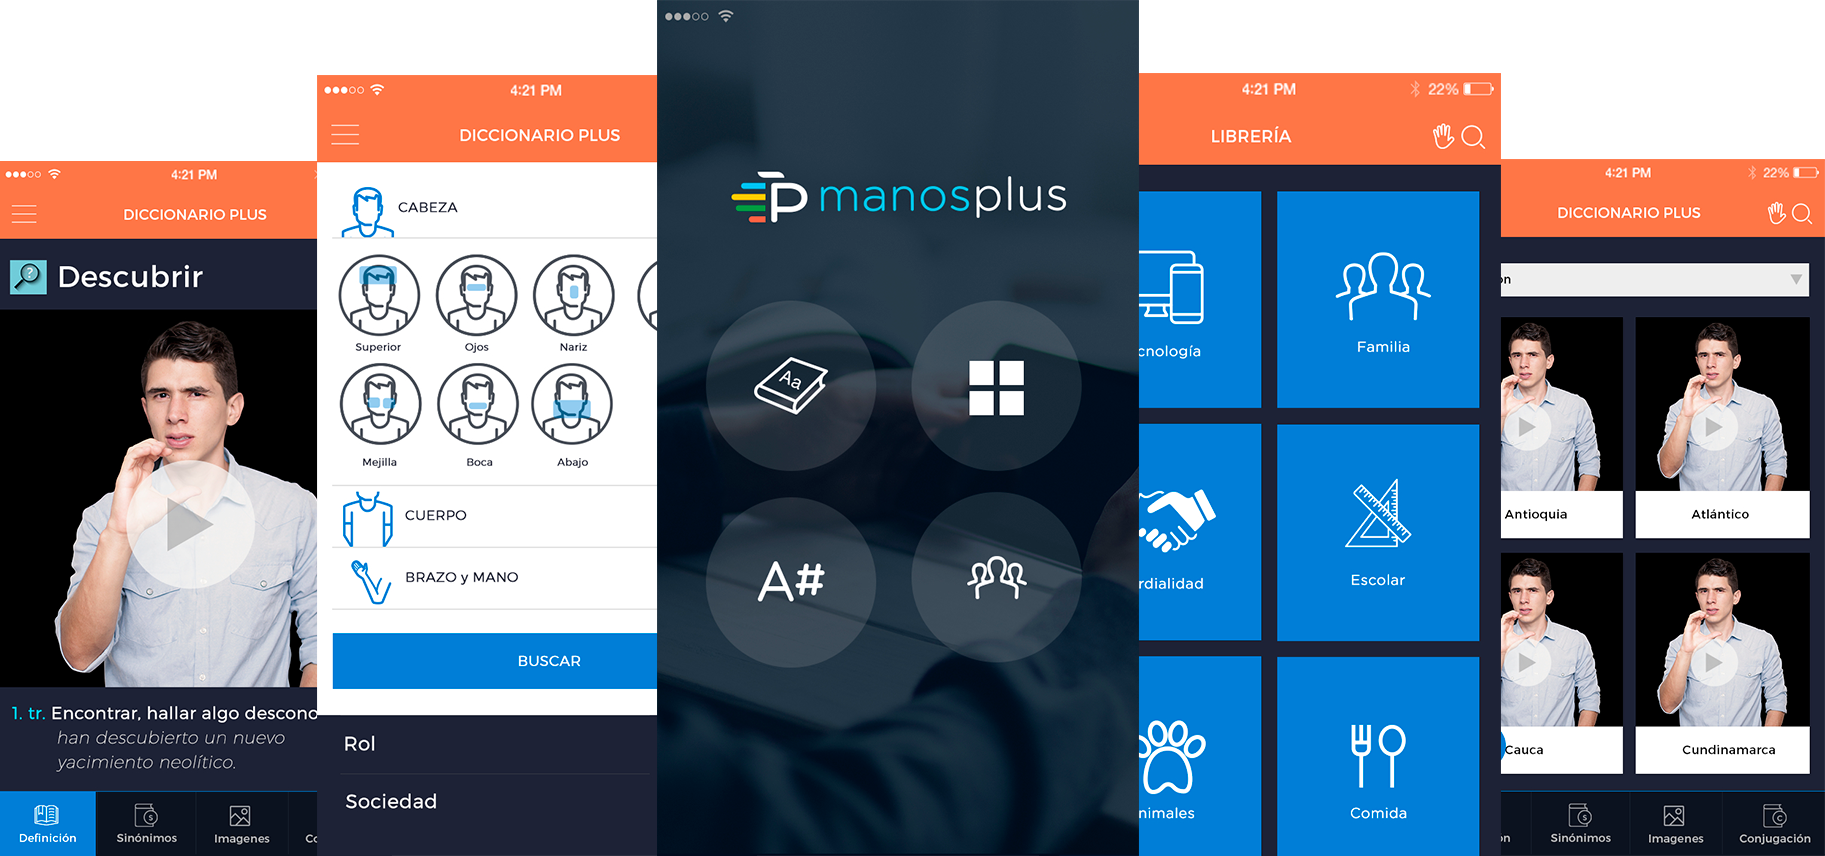 4:21 PM
DICCIONARIO PLUS
Descubrir
1. tr. Encontrar, hallar algo descono
han descubierto un nuevo
yacimiento neolítico.
Definición
Sinónimos
Imagenes
Co
4:21 PM
DICCIONARIO PLUS
CABEZA
Superior
Ojos
Nariz
Mejilla
Boca
Abajo
CUERPO
BRAZO y MANO
BUSCAR
Rol
Sociedad
P manosplus
Aa
A#
4:21 PM
22%
LIBRERÍA
cnología
Familia
rdialidad
Escolar
nimales
Comida
4:21 PM
22%
DICCIONARIO PLUS
ón
Antioquia
Atlántico
Cauca
Cundinamarca
ón
Sinónimos
Imagenes
Conjugación